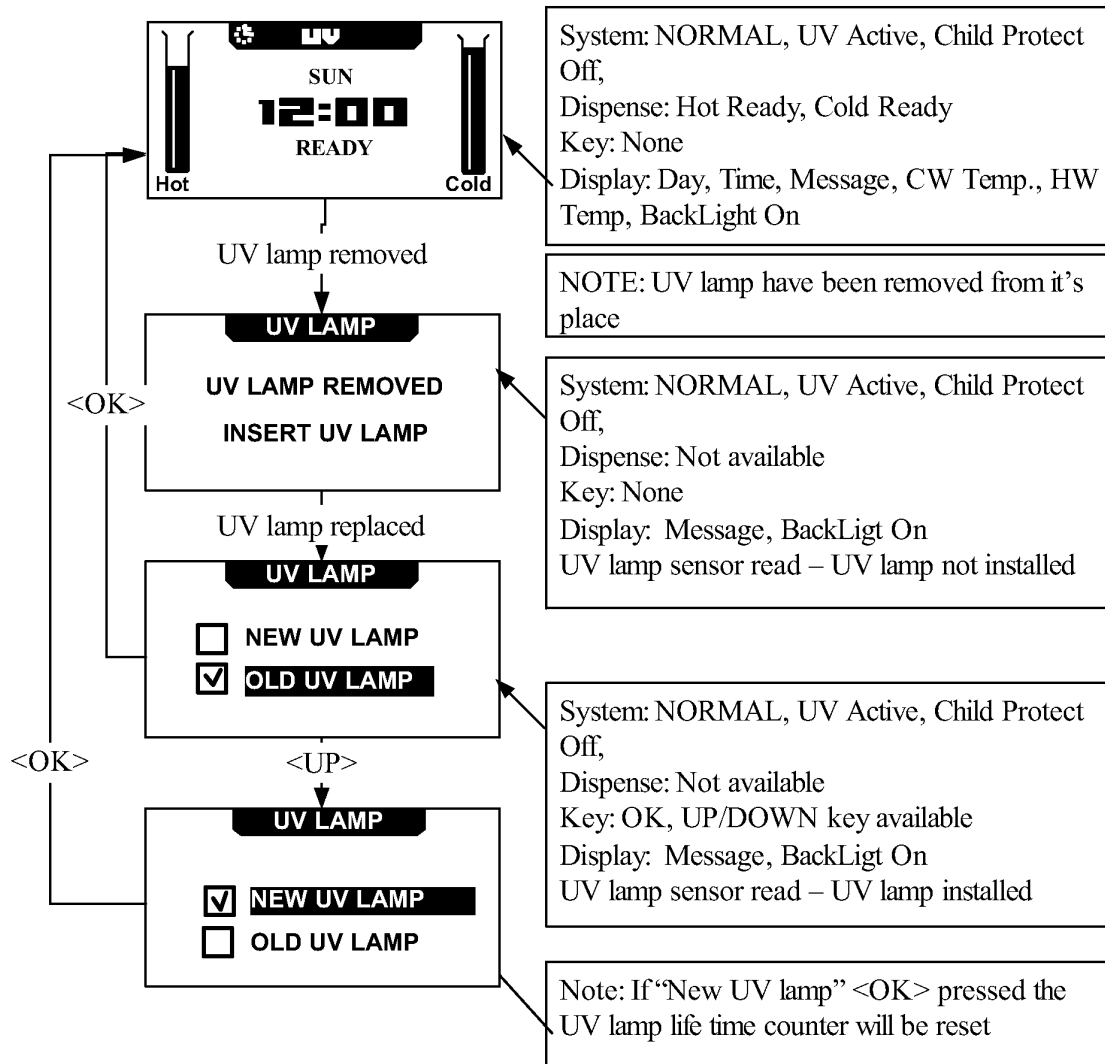 UV
SUN
12:00
READY
Hot
Cold
System: NORMAL, UV Active, Child Protect
Off,
Dispense: Hot Ready, Cold Ready
Key: None
Display: Day, Time, Message, CW Temp., HW
Temp, BackLight On
UV lamp removed
NOTE: UV lamp have been removed from it's
place
UV LAMP
UV LAMP REMOVED
INSERT UV LAMP
<OK>
System: NORMAL, UV Active, Child Protect
Off,
Dispense: Not available
Key: None
Display: Message, BackLigt On
UV lamp sensor read – UV lamp not installed
UV lamp replaced
UV LAMP
NEW UV LAMP
OLD UV LAMP
System: NORMAL, UV Active, Child Protect
Off,
Dispense: Not available
Key: OK, UP/DOWN key available
Display: Message, BackLigt On
UV lamp sensor read – UV lamp installed
<OK>
<UP>
UV LAMP
NEW UV LAMP
OLD UV LAMP
Note: If “New UV lamp” <OK> pressed the
UV lamp life time counter will be reset